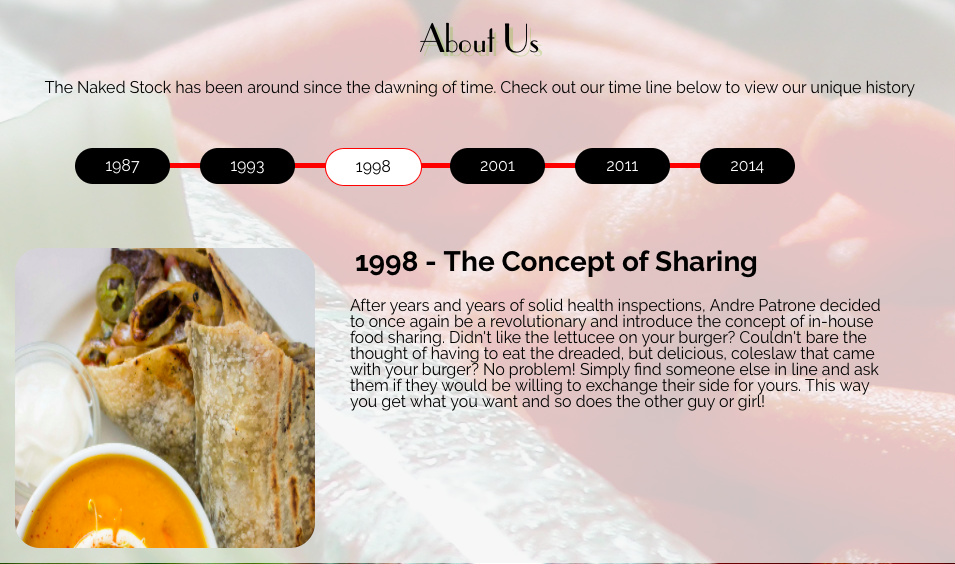 About Us
The Naked Stock has been around since the dawning of time. Check out our time line below to view our unique history
1987 1993 1998 2001 2011 2014
1998 - The Concept of Sharing
After years and years of solid health inspections, Andre Patrone decided
to once again be a revolutionary and introduce the concept of in-house
food sharing. Didn't like the lettucee on your burger? Couldn't bare the
thought of having to eat the dreaded, but delicious, coleslaw that came
with your burger? No problem! Simply find someone else in line and ask
them if they would be willing to exchange their side for yours. This way
you get what you want and so does the other guy or girl!